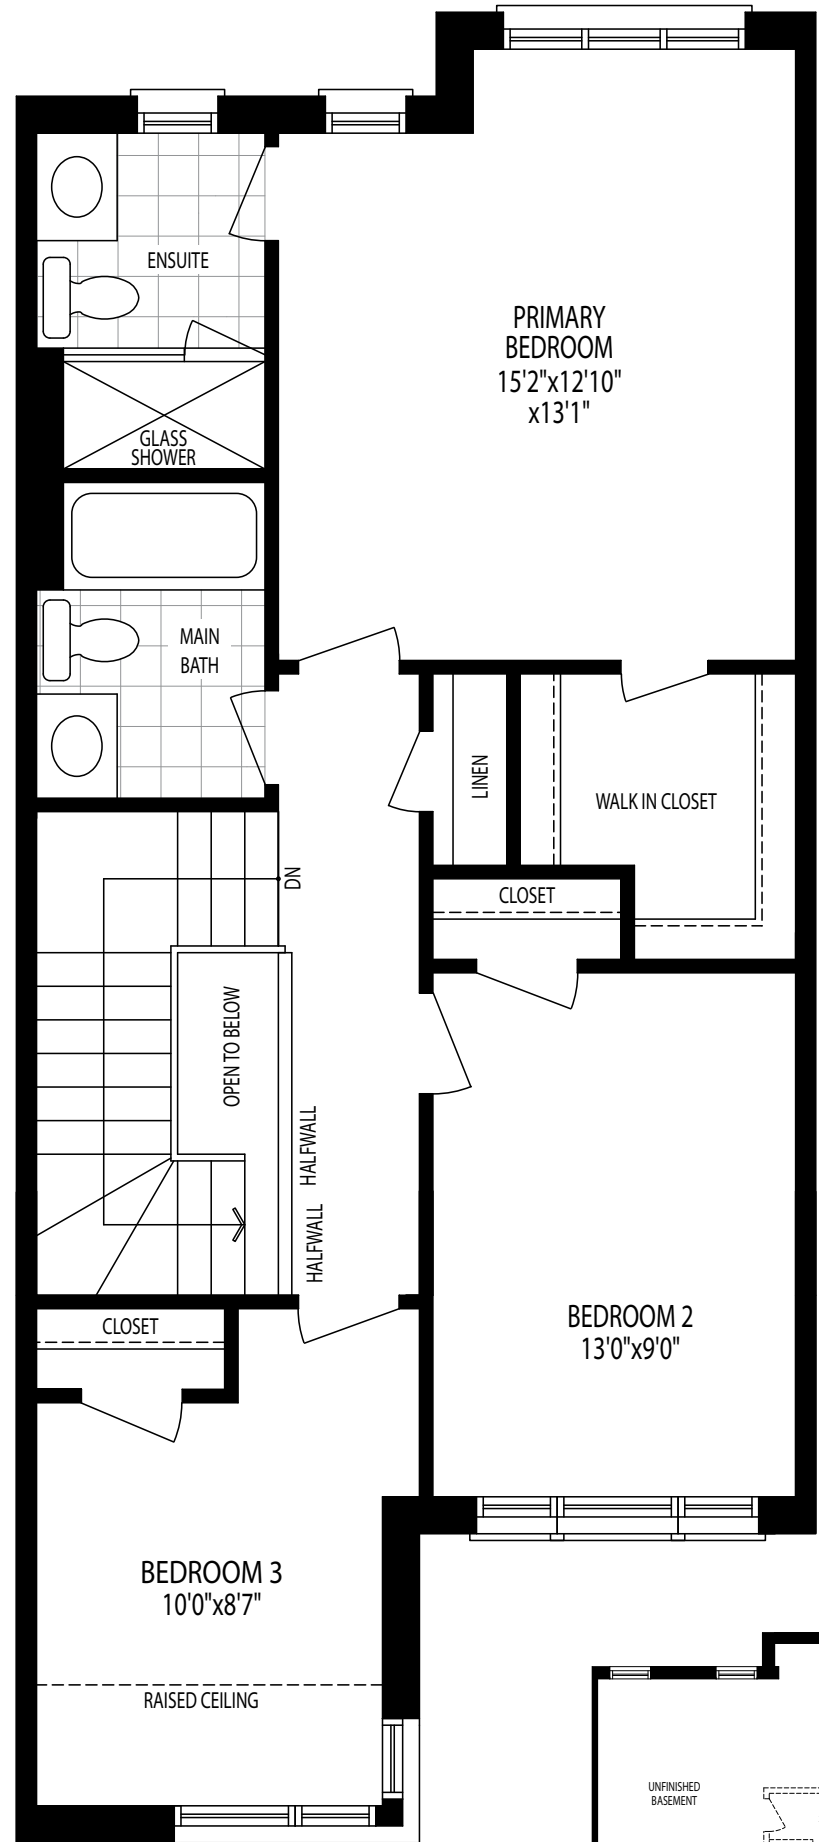 ENSUITE
PRIMARY
BEDROOM
15'2"x12'10"
x13'1"
GLASS
SHOWER
MAIN
BATH
LINEN
WALK IN CLOSET
DN
CLOSET
OPEN TO BELOW
HALFWALL
HALFWALL
CLOSET
BEDROOM 2
13'0"x9'0"
BEDROOM 3
10'0"x8'7"
RAISED CEILING
UNFINISHED
BASEMENT